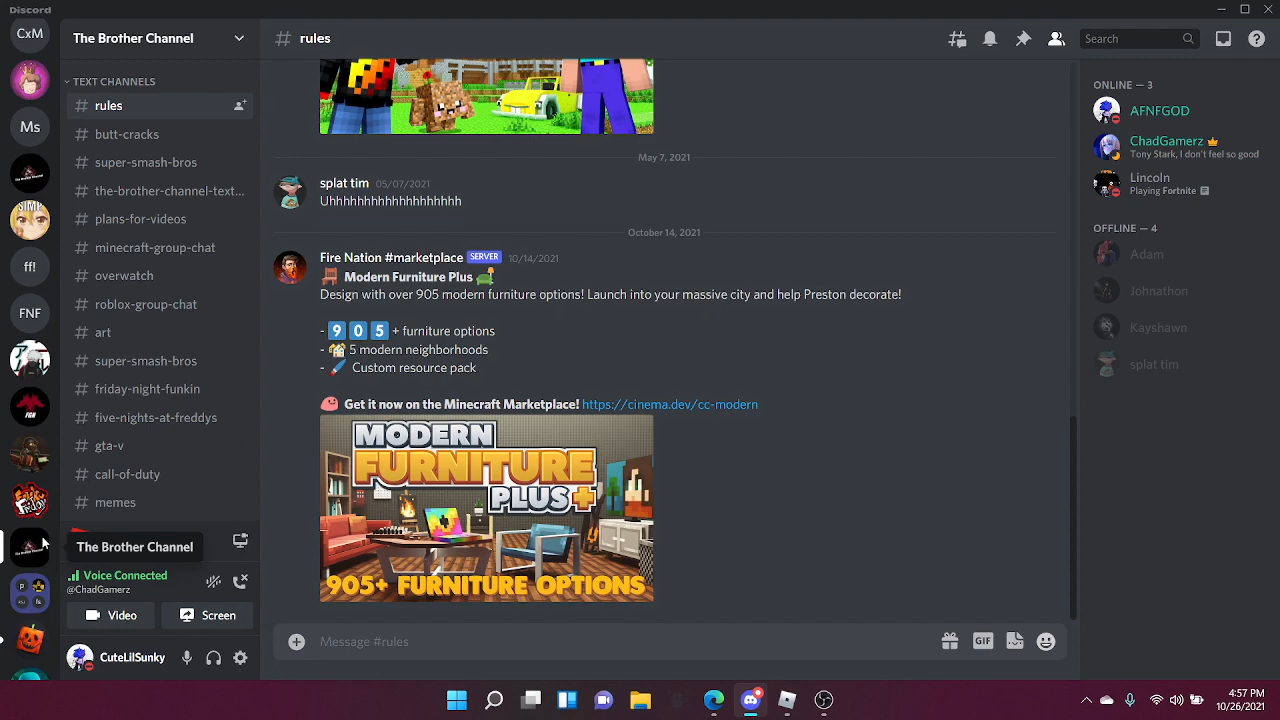 Discord
CxM
Ms
SIMP
ff!
FNF
FGN
The Brother Channel
TEXT CHANNELS
# rules
# butt-cracks
# super-smash-bros
# the-brother-channel-text...
# plans-for-videos
# minecraft-group-chat
# overwatch
# roblox-group-chat
# art
# super-smash-bros
# friday-night-funkin
# five-nights-at-freddys
# gta-v
# call-of-duty
# memes
The Brother Channel
Voice Connected
@ChadGamerz
Video
Screen
CutelilSunky
# rules
Search
May 7, 2021
splat tim 05/07/2021
Uhhhhhhhhhhhhhhhhhh
October 14, 2021
Fire Nation #marketplace SERVER 10/14/2021
Modern Furniture Plus
Design with over 905 modern furniture options! Launch into your massive city and help Preston decorate!
- 9 0 5 + furniture options
- 5 modern neighborhoods
- Custom resource pack
Get it now on the Minecraft Marketplace! https://cinema.dev/cc-modern
MODERN
FURNITURE
PLUS+
905+ FURNITURE OPTIONS
Message #rules
GIF
ONLINE — 3
AFNFGOD
ChadGamerz
Tony Stark, I don't feel so good
Lincoln
Playing Fortnite
OFFLINE — 4
Adam
Johnathon
Kayshawn
splat tim
4:57 PM
10/26/2021